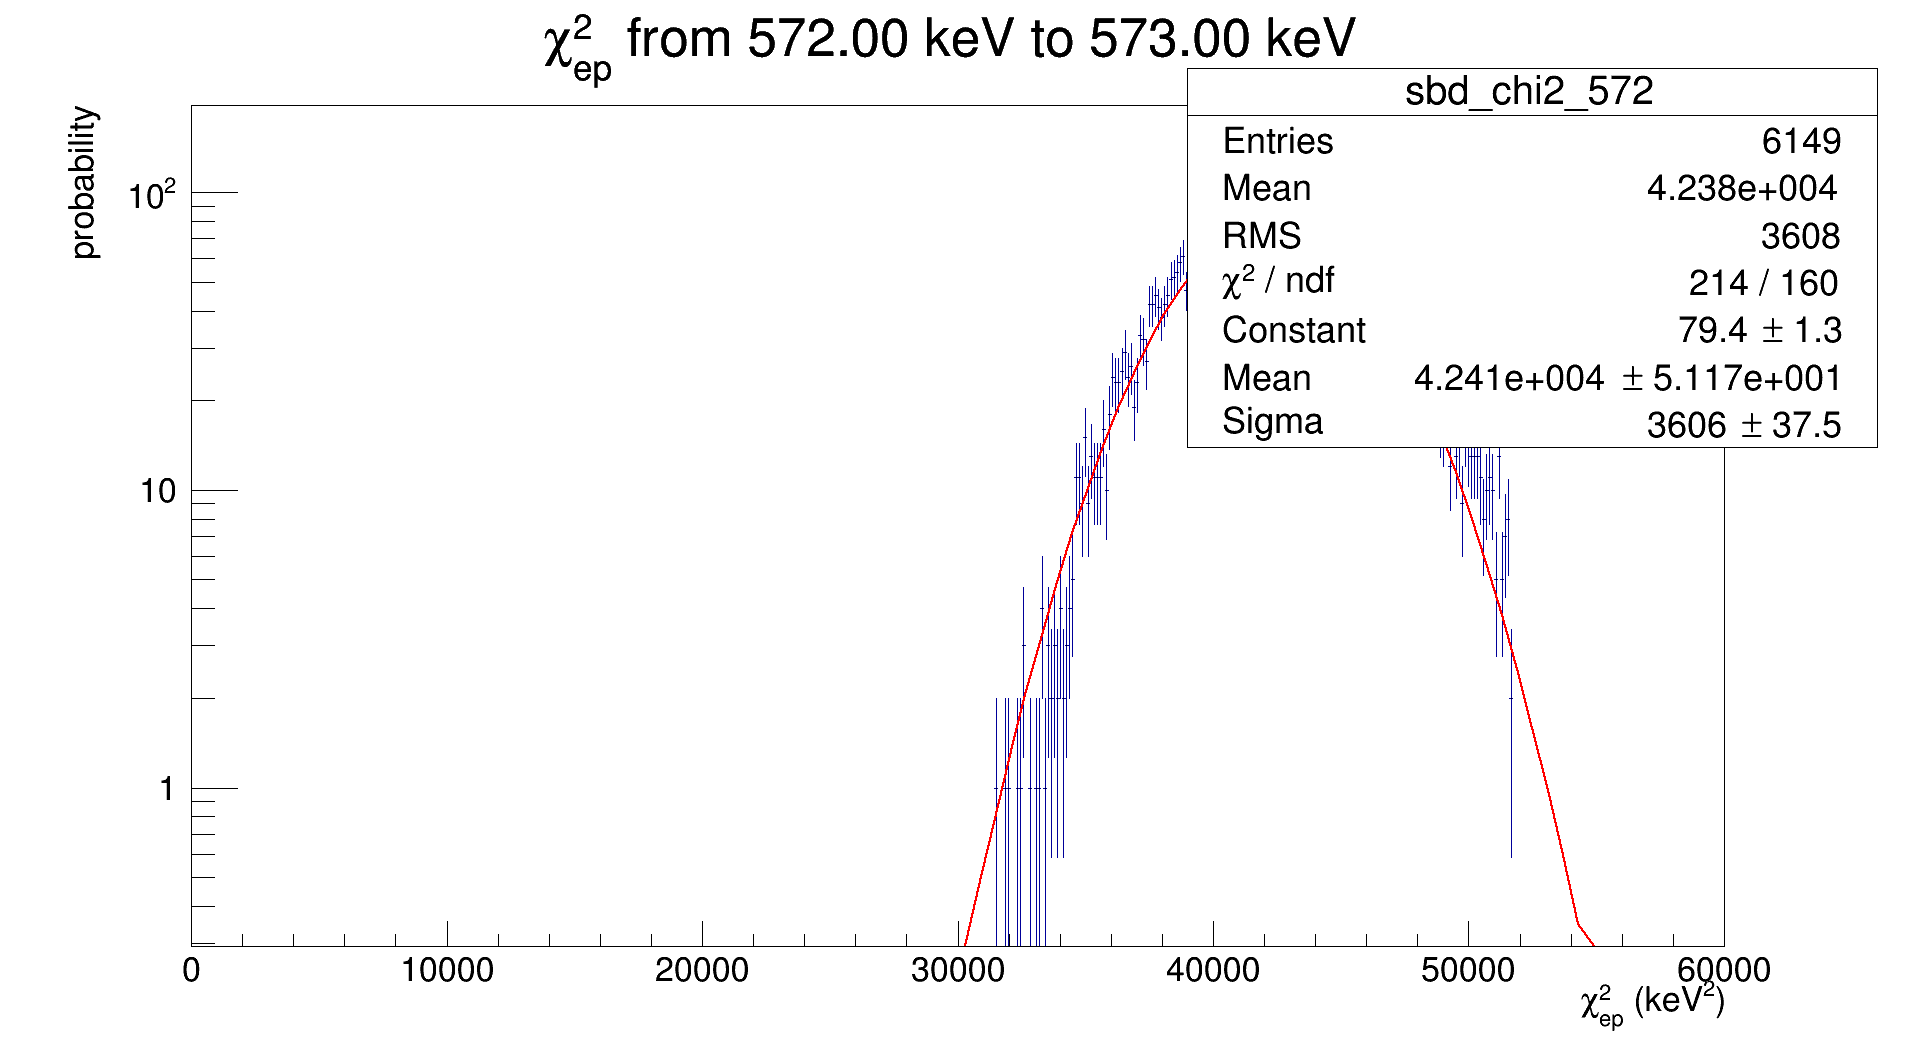 χ²ep from 572.00 keV to 573.00 keV
probability
sbd_chi2_572
Entries 6149
Mean 4.238e+004
RMS 3608
χ² / ndf 214 / 160
Constant 79.4 ± 1.3
Mean 4.241e+004 ± 5.117e+001
Sigma 3606 ± 37.5
10²
10
1
0 10000 20000 30000 40000 50000 60000
χ²ep (keV²)